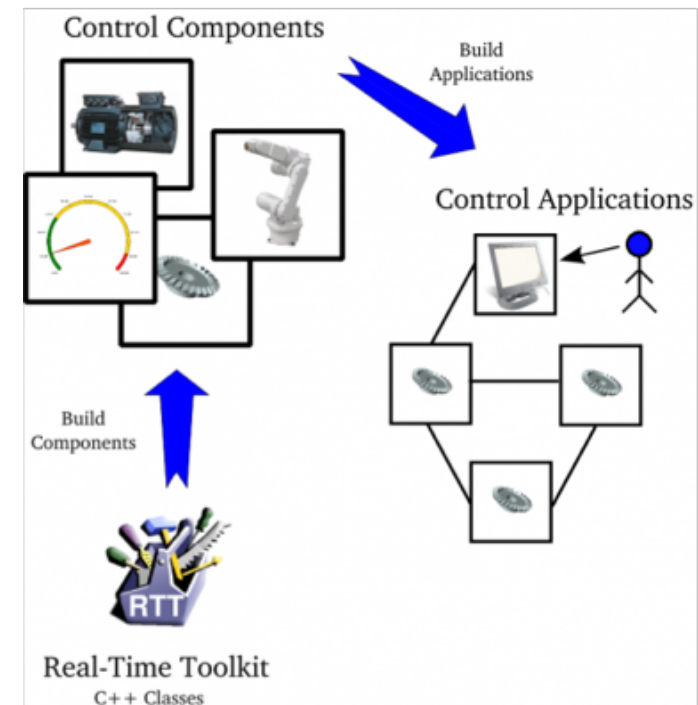 Control Components
Build
Applications
Control Applications
Build
Components
RTT
Real-Time Toolkit
C++ Classes